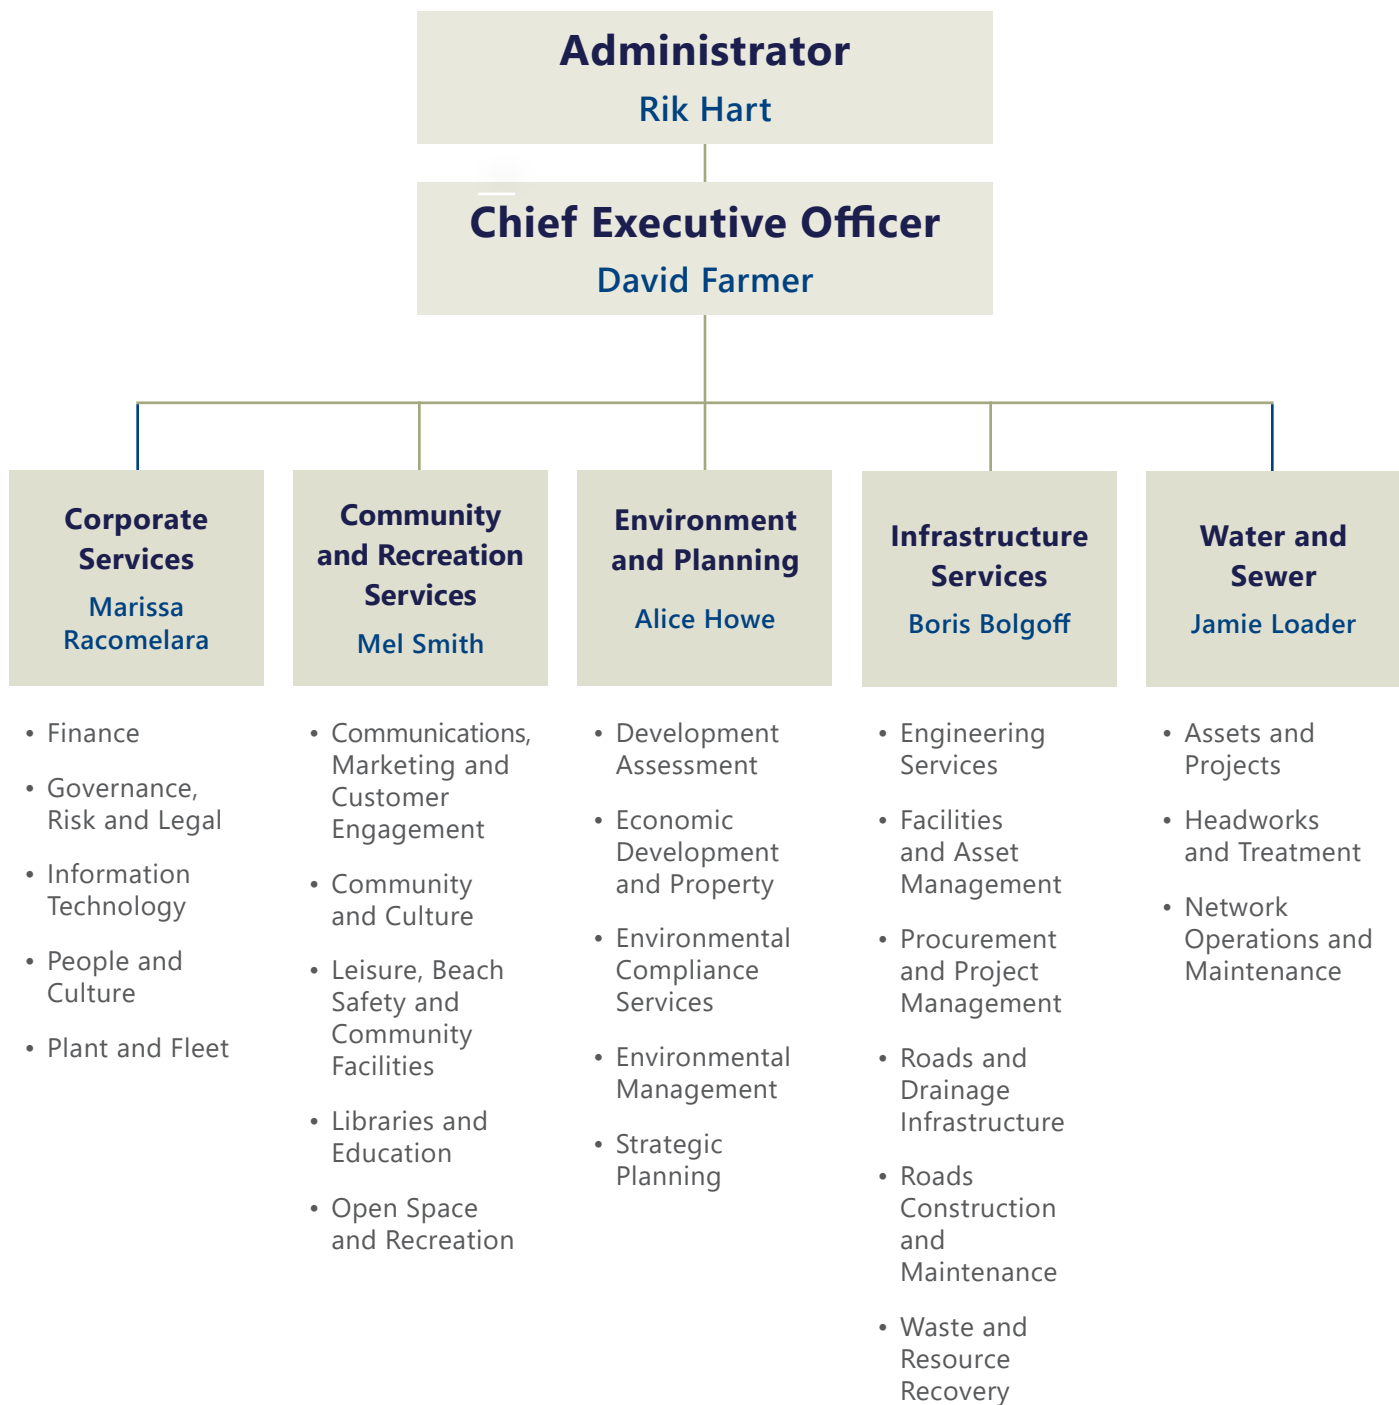 Administrator
Rik Hart
Chief Executive Officer
David Farmer
Corporate
Services
Marissa
Racomelara
• Finance
• Governance,
Risk and Legal
• Information
Technology
• People and
Culture
• Plant and Fleet
Community
and Recreation
Services
Mel Smith
• Communications,
Marketing and
Customer
Engagement
• Community
and Culture
• Leisure, Beach
Safety and
Community
Facilities
• Libraries and
Education
• Open Space
and Recreation
Environment
and Planning
Alice Howe
• Development
Assessment
• Economic
Development
and Property
• Environmental
Compliance
Services
• Environmental
Management
• Strategic
Planning
Infrastructure
Services
Boris Bolgoff
• Engineering
Services
• Facilities
and Asset
Management
• Procurement
and Project
Management
• Roads and
Drainage
Infrastructure
• Roads
Construction
and
Maintenance
• Waste and
Resource
Recovery
Water and
Sewer
Jamie Loader
• Assets and
Projects
• Headworks
and Treatment
• Network
Operations and
Maintenance